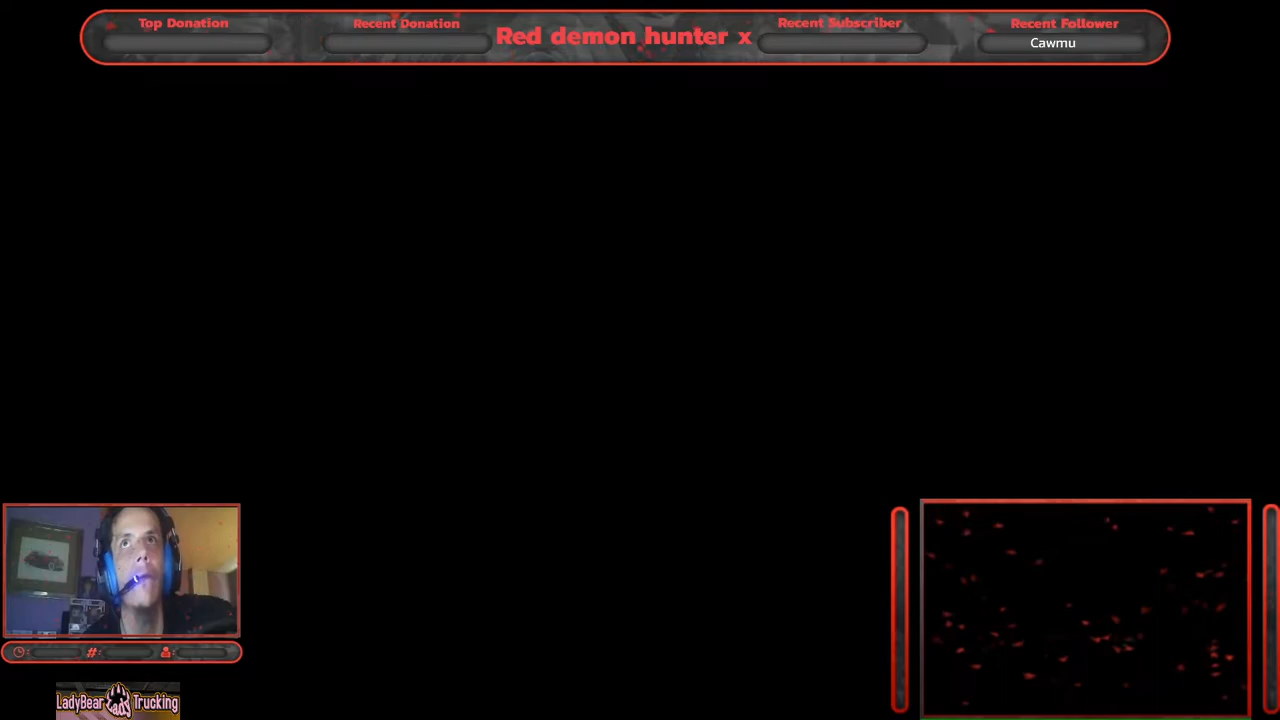 Top Donation
Recent Donation
Red demon hunter x
Recent Subscriber
Recent Follower
Cawmu
#:
LadyBear Trucking